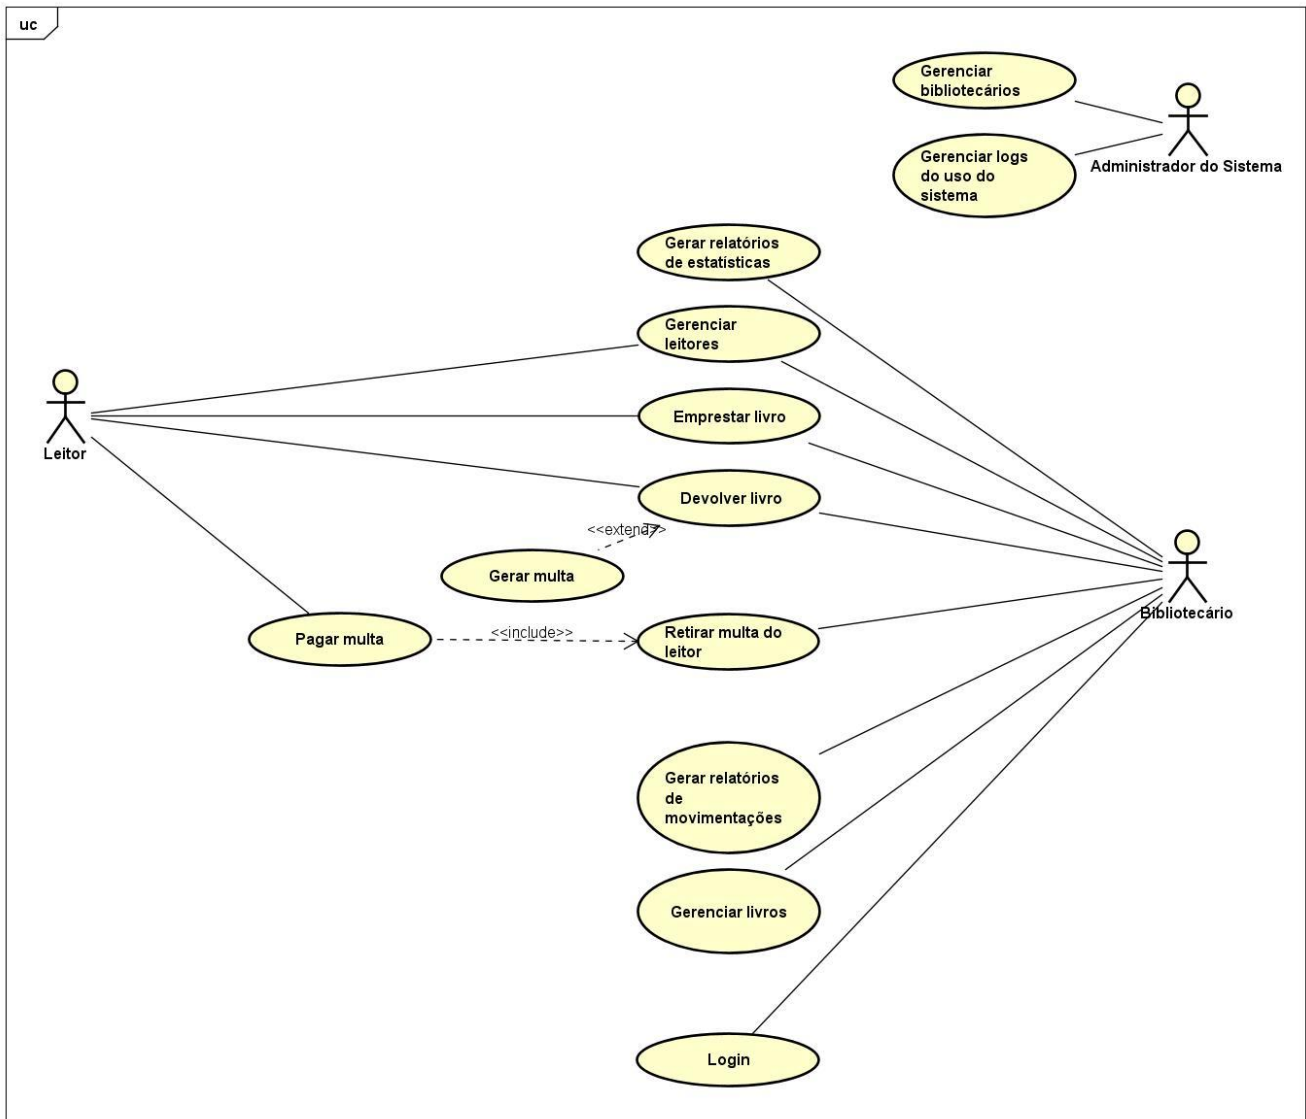 uc
Gerenciar
bibliotecários
Gerenciar logs
do uso do
sistema
Administrador do Sistema
Gerar relatórios
de estatísticas
Gerenciar
leitores
Leitor
Emprestar livro
Devolver livro
<<extend>>
Gerar multa
Pagar multa
<<include>>
Retirar multa do
leitor
Bibliotecário
Gerar relatórios
de
movimentações
Gerenciar livros
Login